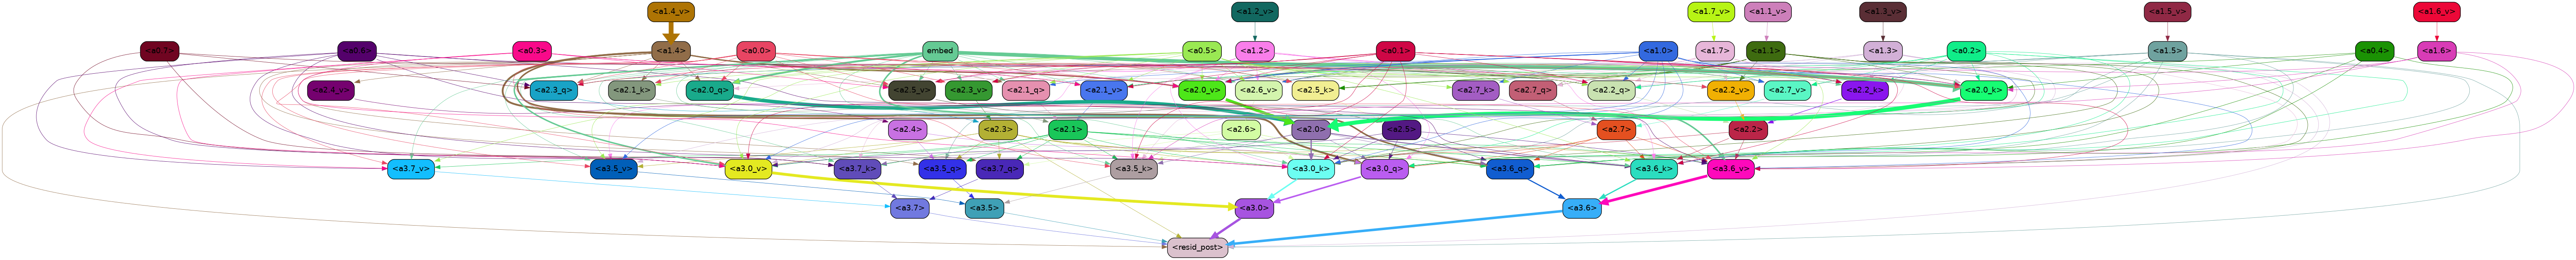 <a1.4_v> <a1.2_v> <a1.7_v> <a1.1_v> <a1.3_v> <a1.5_v> <a1.6_v>
<a0.7> <a0.6> <a0.3> <a1.4> <a0.0> embed <a0.5> <a1.2> <a0.1> <a1.0> <a1.7> <a1.1> <a1.3> <a0.2> <a1.5> <a0.4> <a1.6>
<a2.4_v> <a2.3_q> <a2.1_k> <a2.0_q> <a2.5_v> <a2.3_v> <a2.1_q> <a2.1_v> <a2.0_v> <a2.6_v> <a2.5_k> <a2.7_k> <a2.7_q> <a2.2_q> <a2.2_v> <a2.7_v> <a2.2_k> <a2.0_k>
<a2.4> <a2.3> <a2.1> <a2.6> <a2.0> <a2.5> <a2.7> <a2.2>
<a3.7_v> <a3.5_v> <a3.0_v> <a3.7_k> <a3.5_q> <a3.7_q> <a3.5_k> <a3.0_k> <a3.0_q> <a3.6_q> <a3.6_k> <a3.6_v>
<a3.7> <a3.5> <a3.0> <a3.6>
<resid_post>